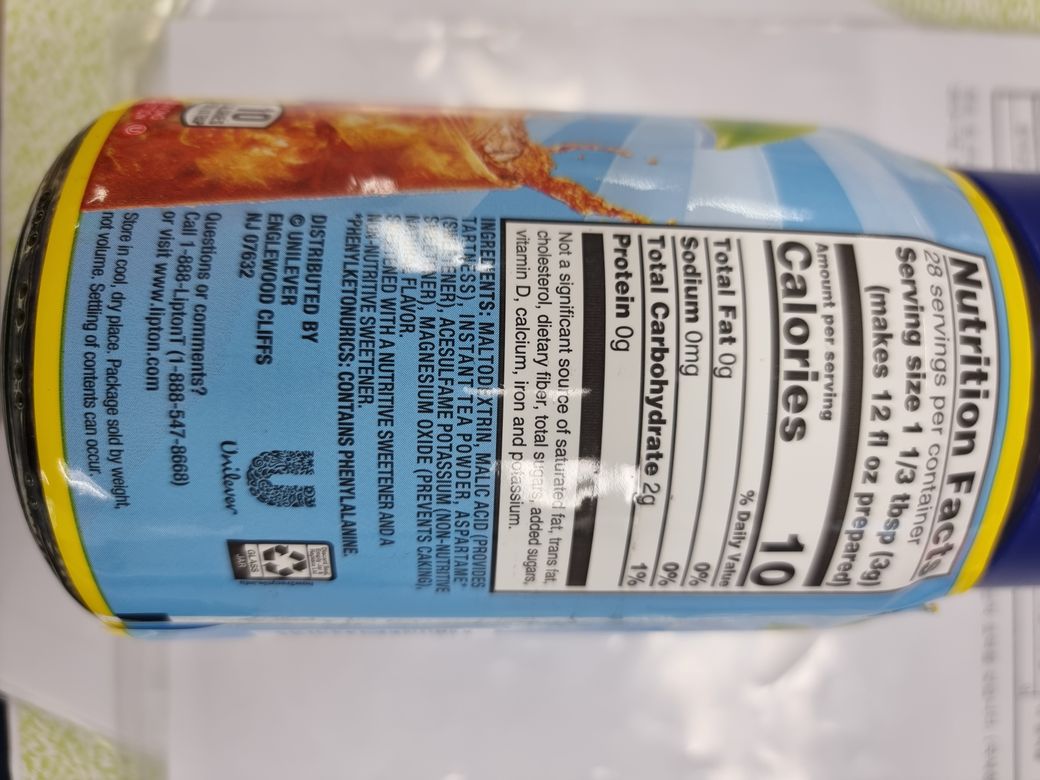 Nutrition Facts
28 servings per container
Serving size 1 1/3 tbsp (3g)
(makes 12 fl oz prepared)
Amount per serving
Calories 10
% Daily Value
Total Fat 0g 0%
Sodium 0mg 0%
Total Carbohydrate 2g 1%
Protein 0g
Not a significant source of saturated fat, trans fat,
cholesterol, dietary fiber, total sugars, added sugars,
vitamin D, calcium, iron and potassium.
INGREDIENTS: MALTODEXTRIN, MALIC ACID (PROVIDES
TARTNESS), INSTANT TEA POWDER, ASPARTAME*
ACESULFAME POTASSIUM (NON-NUTRITIVE
MAGNESIUM OXIDE (PREVENTS CAKING),
FLAVOR.
WITH A NUTRITIVE SWEETENER AND A
NON-NUTRITIVE SWEETENER.
*PHENYLKETONURICS: CONTAINS PHENYLALANINE.
DISTRIBUTED BY
© UNILEVER
ENGLEWOOD CLIFFS
NJ 07632
Unilever
GLASS
JAR
Questions or comments?
Call 1-888-LiptonT (1-888-547-8668)
or visit www.lipton.com
Store in cool, dry place. Package sold by weight,
not volume. Settling of contents can occur.
10